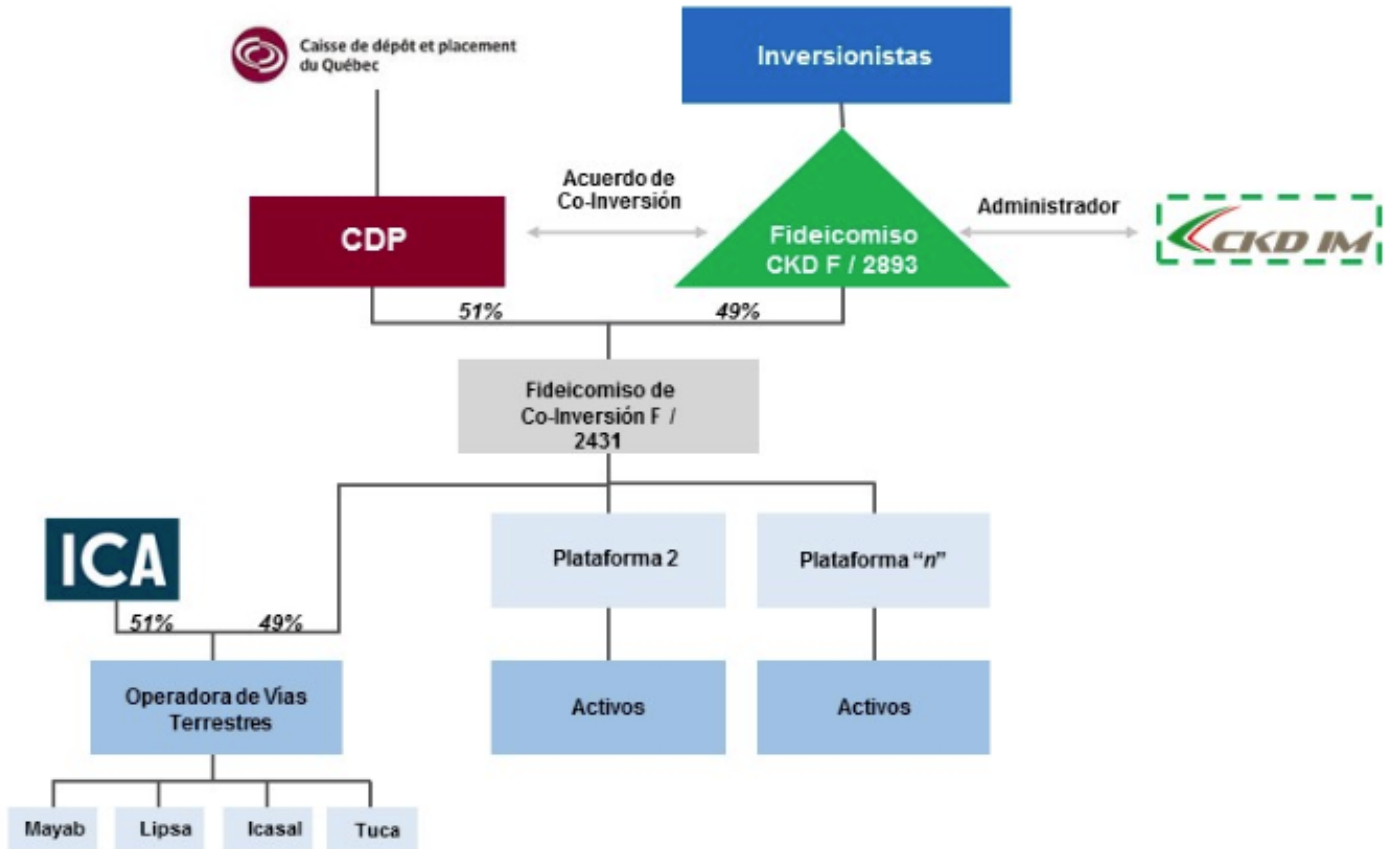 Caisse de dépôt et placement
du Québec
Inversionistas
Acuerdo de
Co-Inversión
Administrador
CDP
Fideicomiso
CKD F / 2893
CKD IM
51%
49%
Fideicomiso de
Co-Inversión F /
2431
ICA
Plataforma 2
Plataforma “n”
51%
49%
Operadora de Vías
Terrestres
Activos
Activos
Mayab
Lipsa
Icasal
Tuca